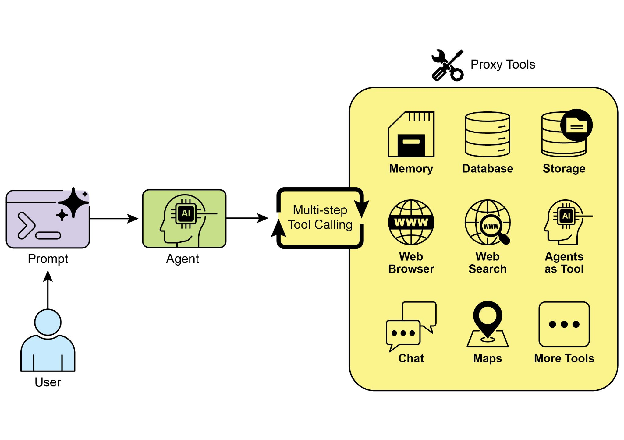 Proxy Tools
Memory
Database
Storage
AI
Multi-step
Tool Calling
WWW
Web
Browser
WWW
Web
Search
AI
Agents
as Tool
Prompt
Agent
Chat
Maps
More Tools
User